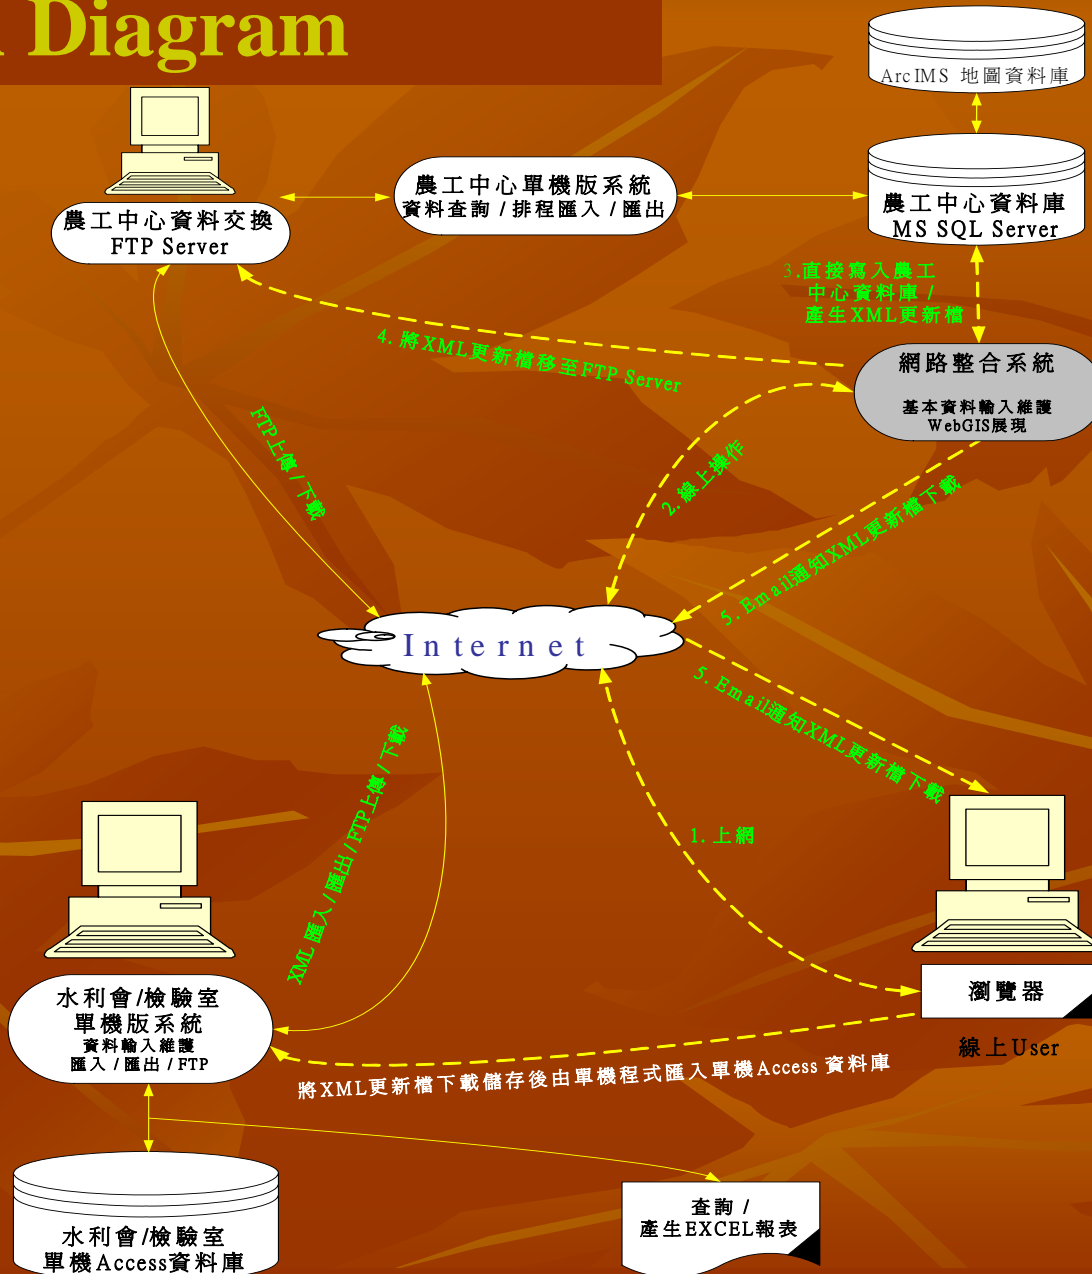 Diagram
ArcIMS 地圖資料庫
農工中心單機版系統
資料查詢 / 排程匯入 / 匯出
農工中心資料庫
MS SQL Server
農工中心資料交換
FTP Server
3.直接寫入農工
中心資料庫 /
產生XML更新檔
4. 將XML更新檔移至FTP Server
網路整合系統
基本資料輸入維護
WebGIS展現
FTP上傳 / 下載
2. 線上操作
5. Email通知XML更新檔下載
Internet
5. Email通知XML更新檔下載
XML 匯入 / 匯出 / FTP上傳 / 下載
1. 上網
水利會/檢驗室
單機版系統
資料輸入維護
匯入 / 匯出 / FTP
瀏覽器
線上User
將XML更新檔下載儲存後由單機程式匯入單機Access 資料庫
水利會/檢驗室
單機Access資料庫
查詢 /
產生EXCEL報表